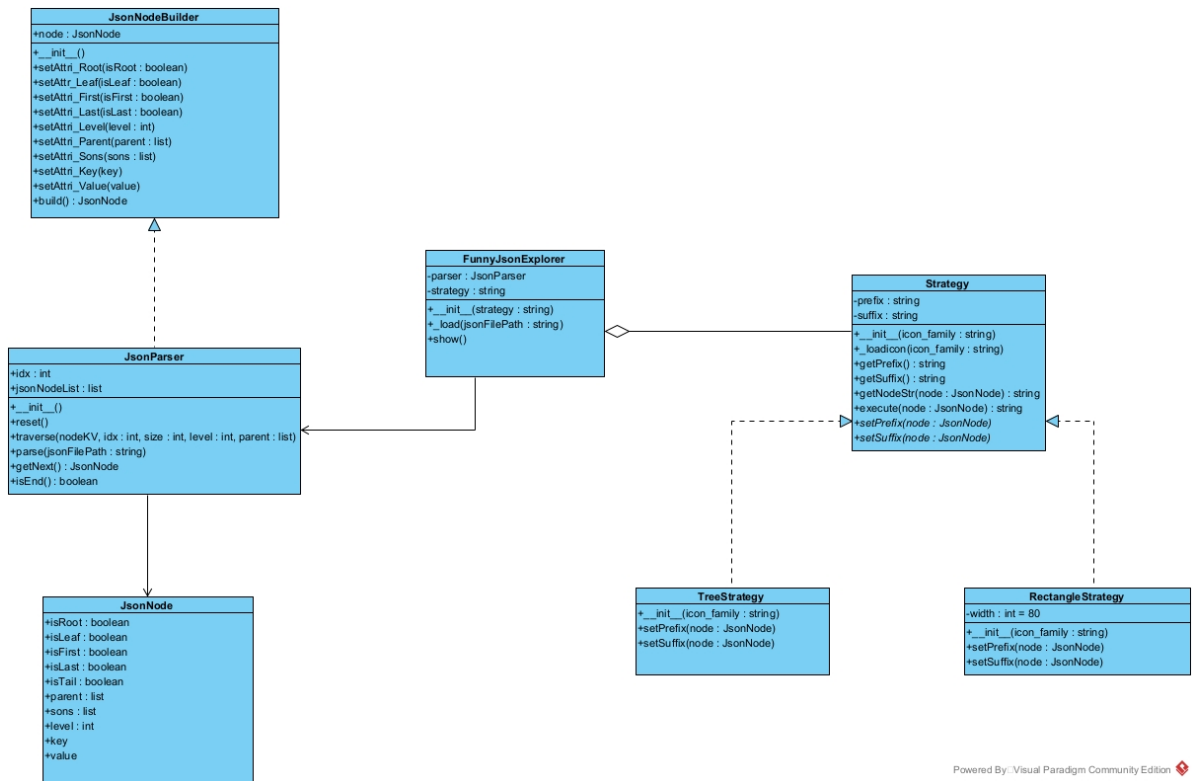 JsonNodeBuilder
+node : JsonNode
+__init__()
+setAttri_Root(isRoot : boolean)
+setAttr_Leaf(isLeaf : boolean)
+setAttri_First(isFirst : boolean)
+setAttri_Last(isLast : boolean)
+setAttri_Level(level : int)
+setAttri_Parent(parent : list)
+setAttri_Sons(sons : list)
+setAttri_Key(key)
+setAttri_Value(value)
+build() : JsonNode
FunnyJsonExplorer
-parser : JsonParser
-strategy : string
+__init__(strategy : string)
+_load(jsonFilePath : string)
+show()
Strategy
-prefix : string
-suffix : string
+__init__(icon_family : string)
+_loadicon(icon_family : string)
+getPrefix() : string
+getSuffix() : string
+getNodeStr(node : JsonNode) : string
+execute(node : JsonNode) : string
+setPrefix(node : JsonNode)
+setSuffix(node : JsonNode)
JsonParser
+idx : int
+jsonNodeList : list
+__init__()
+reset()
+traverse(nodeKV, idx : int, size : int, level : int, parent : list)
+parse(jsonFilePath : string)
+getNext() : JsonNode
+isEnd() : boolean
JsonNode
+isRoot : boolean
+isLeaf : boolean
+isFirst : boolean
+isLast : boolean
+isTail : boolean
+parent : list
+sons : list
+level : int
+key
+value
TreeStrategy
+__init__(icon_family : string)
+setPrefix(node : JsonNode)
+setSuffix(node : JsonNode)
RectangleStrategy
-width : int = 80
+__init__(icon_family : string)
+setPrefix(node : JsonNode)
+setSuffix(node : JsonNode)
Powered By Visual Paradigm Community Edition